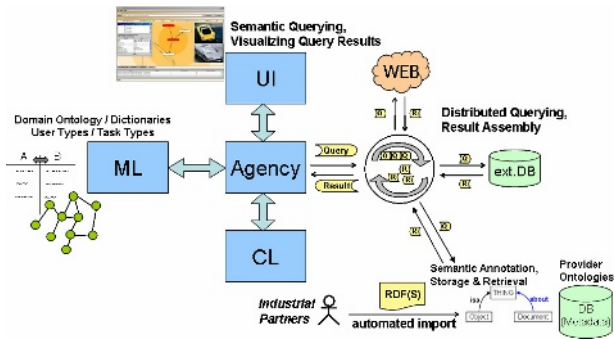 Semantic Querying,
Visualizing Query Results
UI
WEB
Domain Ontology / Dictionaries
User Types / Task Types
Distributed Querying,
Result Assembly
A
B
ML
Agency
Query
Result
ext.DB
CL
Semantic Annotation,
Storage & Retrieval
Provider
Ontologies
RDF(S)
THING
isa
about
Object
Document
Industrial
Partners
automated import
DB
(Metadata)